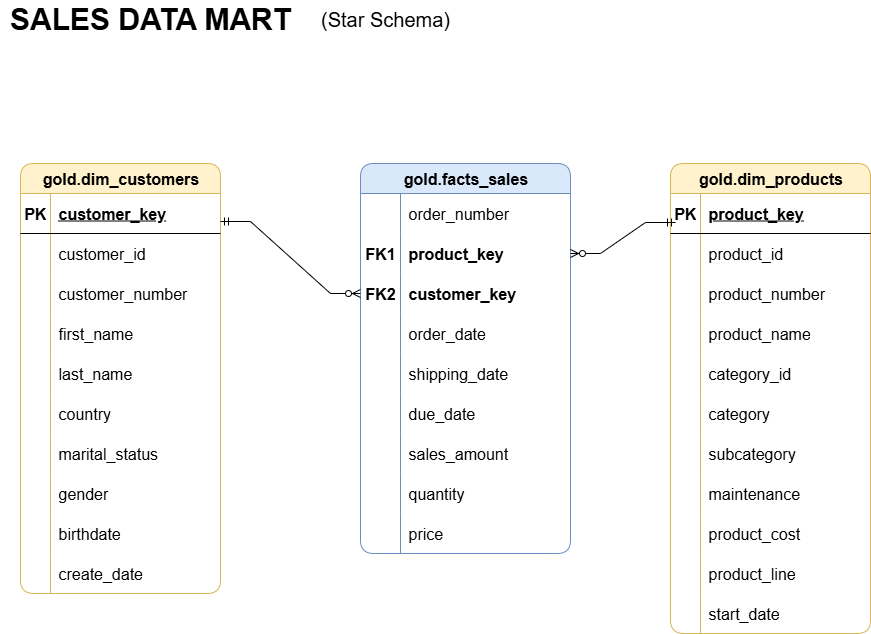 SALES DATA MART (Star Schema)
gold.dim_customers
PK customer_key
customer_id
customer_number
first_name
last_name
country
marital_status
gender
birthdate
create_date
gold.facts_sales
order_number
FK1 product_key
FK2 customer_key
order_date
shipping_date
due_date
sales_amount
quantity
price
gold.dim_products
PK product_key
product_id
product_number
product_name
category_id
category
subcategory
maintenance
product_cost
product_line
start_date